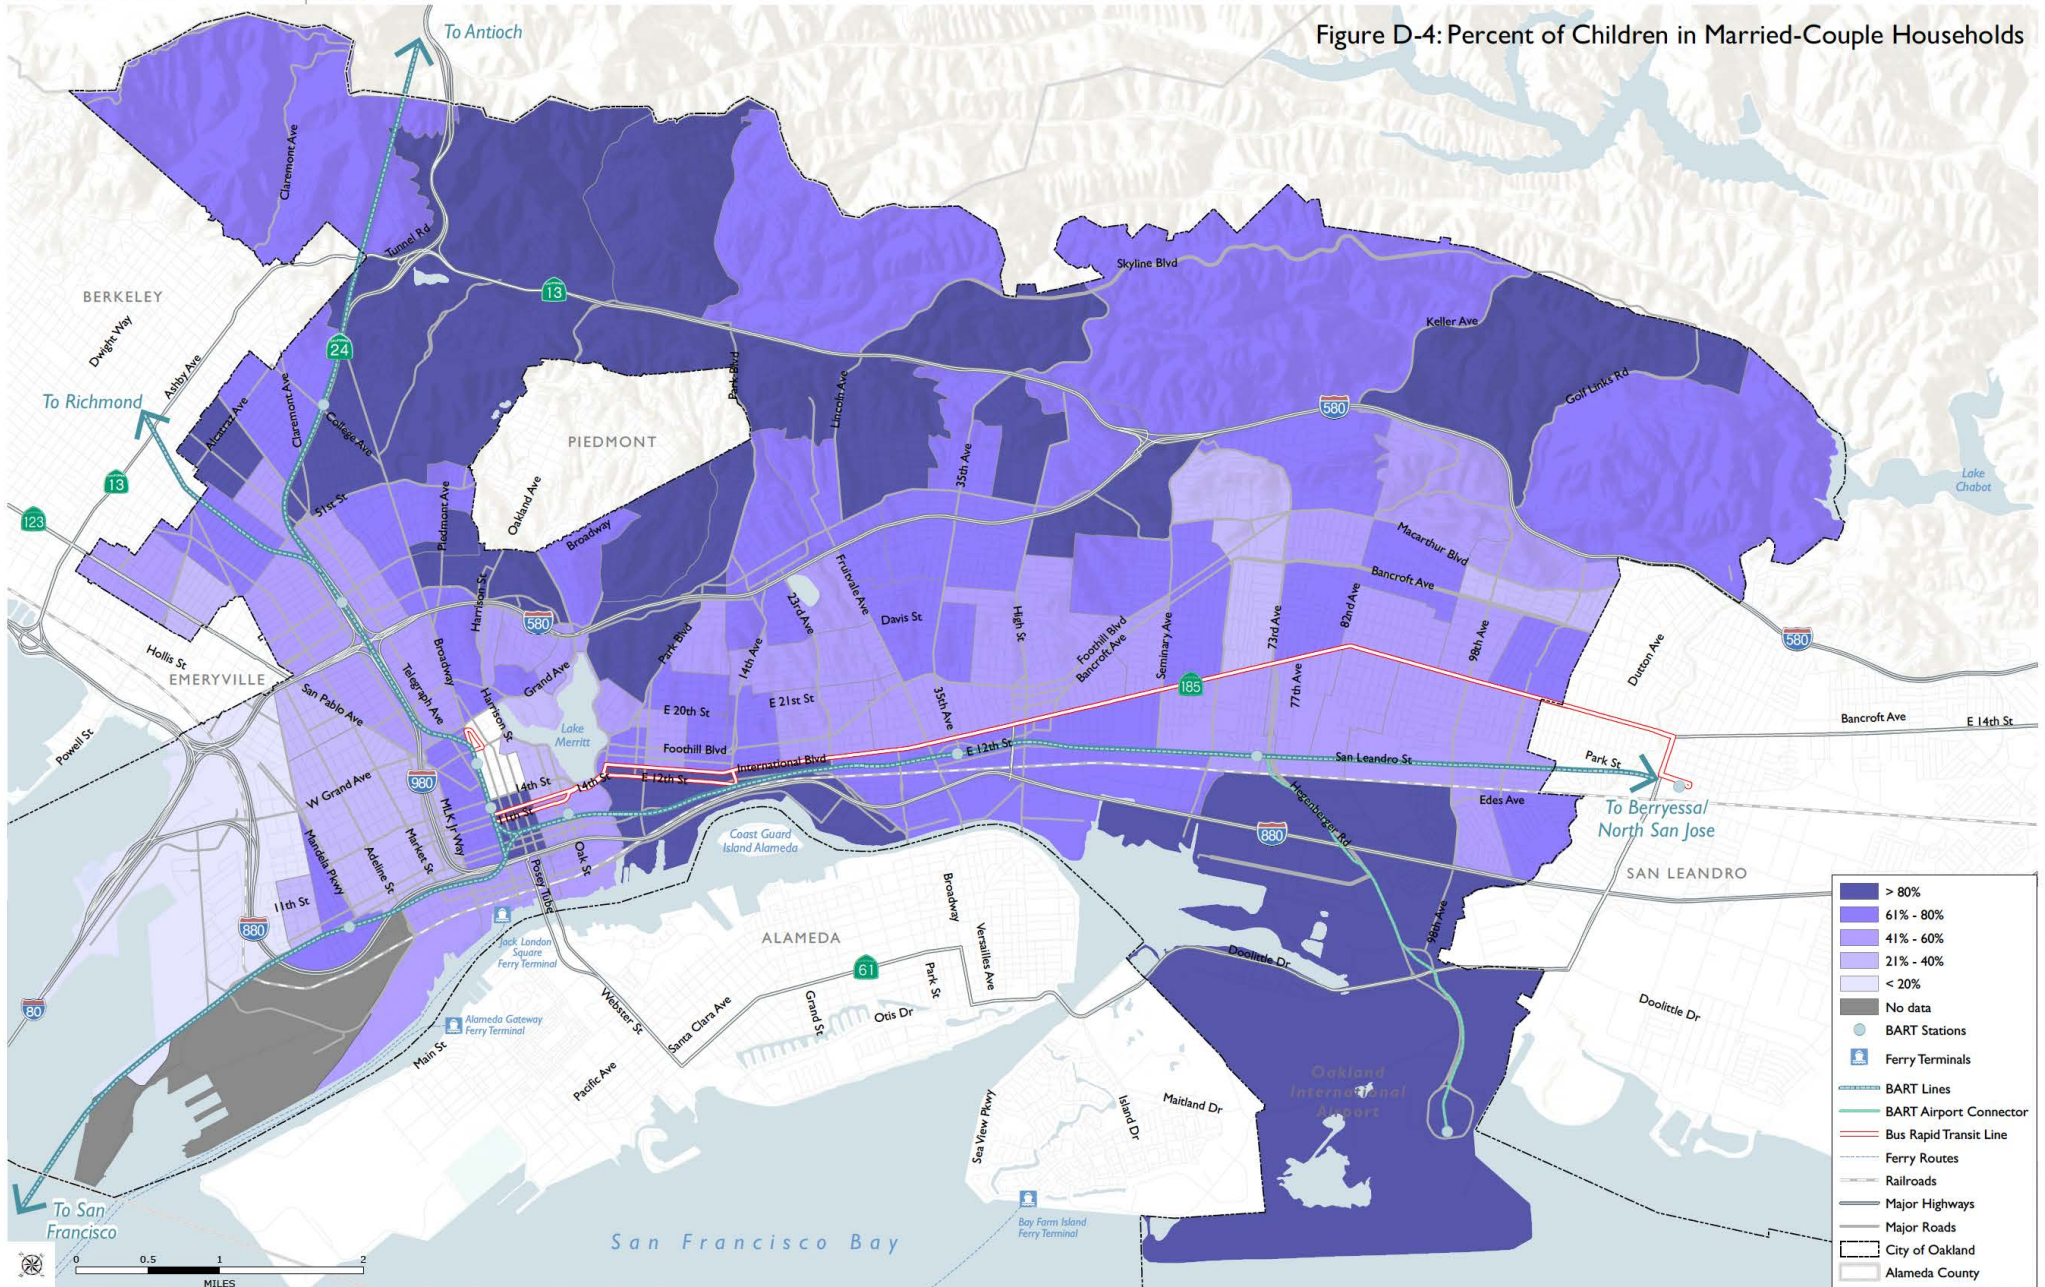 Figure D-4: Percent of Children in Married-Couple Households
To Antioch
Claremont Ave
Tunnel Rd
BERKELEY
Dwight Way
Ashby Ave
13
Skyline Blvd
24
Keller Ave
Park Blvd
Lincoln Ave
Golf Links Rd
To Richmond
Alcatraz Ave
Claremont Ave
College Ave
580
PIEDMONT
35th Ave
Oakland Ave
Lake
Chabot
13
123
51st St
Piedmont Ave
Broadway
Macarthur Blvd
Bancroft Ave
Harrison St
580
Fruitvale Ave
23rd Ave
Davis St
High St
82nd Ave
73rd Ave
98th Ave
Foothill Blvd
Bancroft Ave
Seminary Ave
Hollis St
EMERYVILLE
Broadway
Park Blvd
14th Ave
580
Dutton Ave
San Pablo Ave
Telegraph Ave
Harrison St
Grand Ave
E 21st St
35th Ave
185
77th Ave
E 20th St
Lake
Merritt
Powell St
Foothill Blvd
International Blvd
E 12th St
E 12th St
San Leandro St
Bancroft Ave
E 14th St
Park St
980
W Grand Ave
14th St
14th St
11th St
MLK Jr Way
Market St
Adeline St
Mandela Pkwy
Oak St
Posey Tube
Hegenberger Rd
Edes Ave
To Berryessa/
North San Jose
880
Coast Guard
Island Alameda
SAN LEANDRO
11th St
880
Jack London
Square
Ferry Terminal
ALAMEDA
Broadway
Versailles Ave
98th Ave
Doolittle Dr
61
Park St
Grand St
Otis Dr
Santa Clara Ave
Webster St
80
Alameda Gateway
Ferry Terminal
Main St
Pacific Ave
Doolittle Dr
Oakland
International
Airport
Sea View Pkwy
Island Dr
Maitland Dr
To San
Francisco
San Francisco Bay
Bay Farm Island
Ferry Terminal
> 80%
61% - 80%
41% - 60%
21% - 40%
< 20%
No data
BART Stations
Ferry Terminals
BART Lines
BART Airport Connector
Bus Rapid Transit Line
Ferry Routes
Railroads
Major Highways
Major Roads
City of Oakland
Alameda County
0 0.5 1 2
MILES